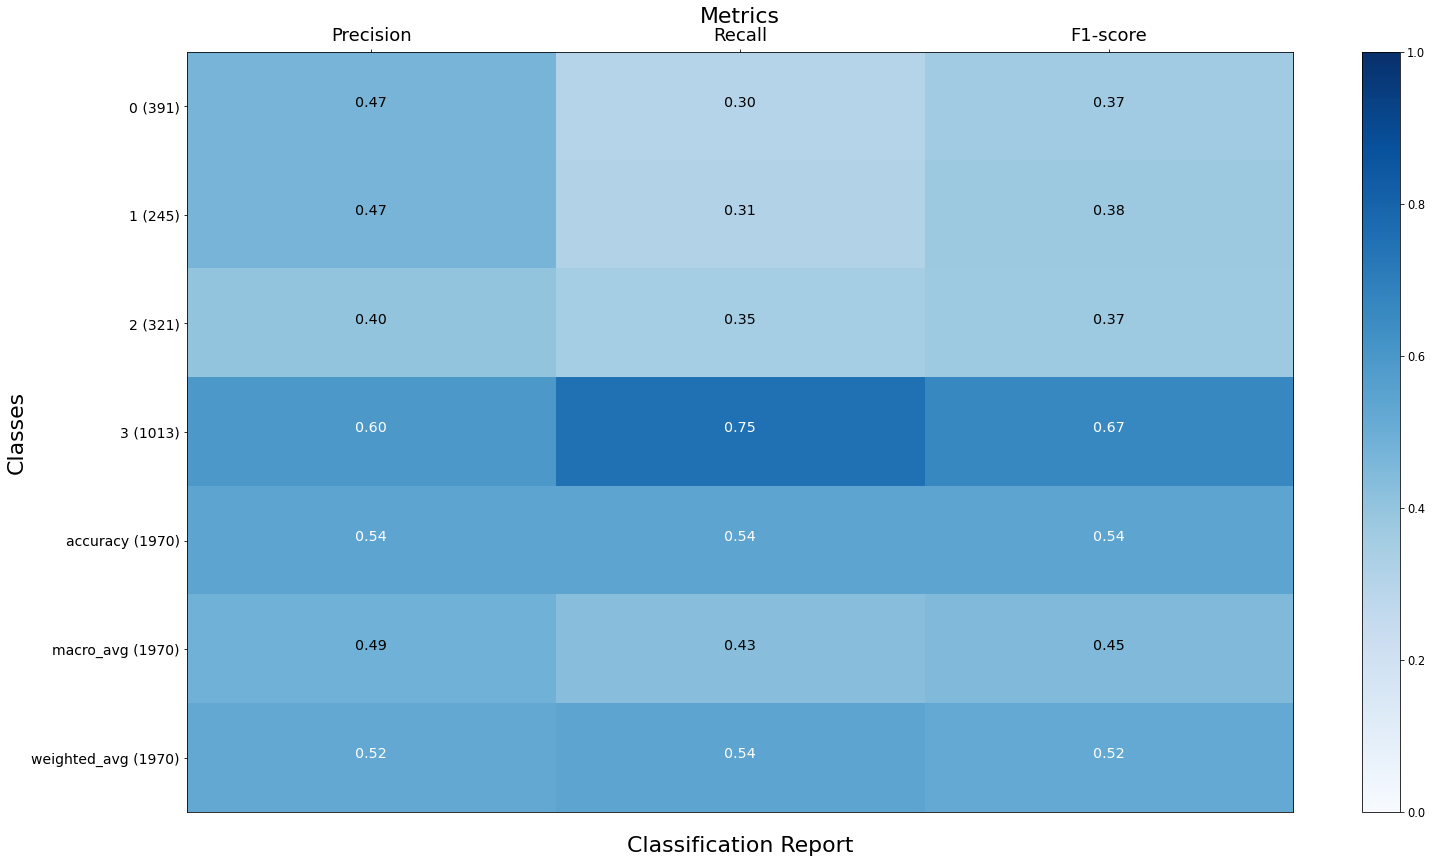 Metrics
Precision Recall F1-score
0 (391) 0.47 0.30 0.37
1 (245) 0.47 0.31 0.38
2 (321) 0.40 0.35 0.37
3 (1013) 0.60 0.75 0.67
accuracy (1970) 0.54 0.54 0.54
macro_avg (1970) 0.49 0.43 0.45
weighted_avg (1970) 0.52 0.54 0.52
Classes
Classification Report
1.0
0.8
0.6
0.4
0.2
0.0